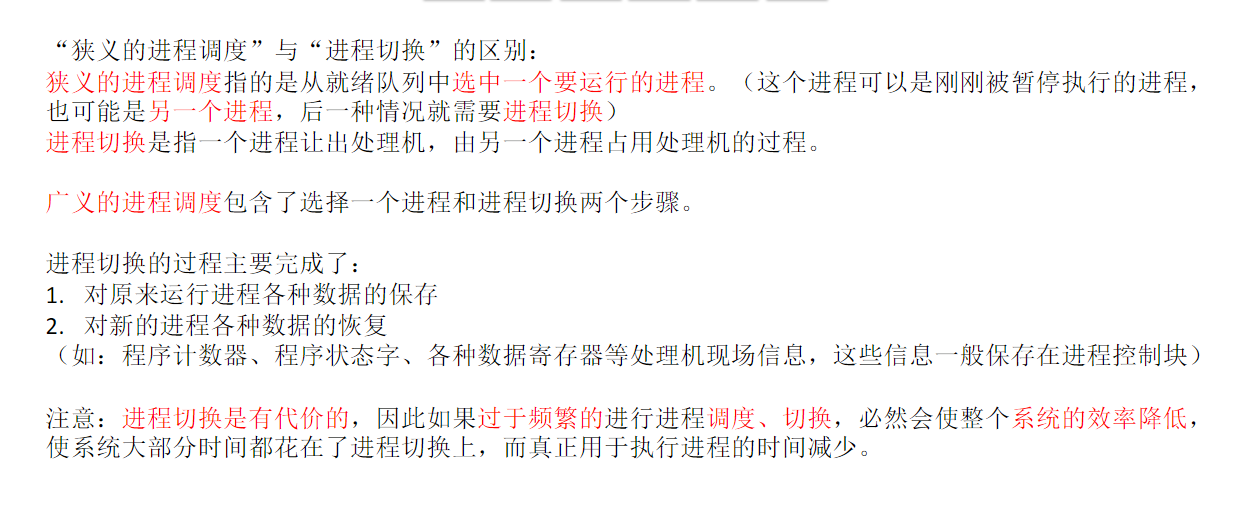 “狭义的进程调度”与“进程切换”的区别：
狭义的进程调度指的是从就绪队列中选中一个要运行的进程。（这个进程可以是刚刚被暂停执行的进程，
也可能是另一个进程，后一种情况就需要进程切换）
进程切换是指一个进程让出处理机，由另一个进程占用处理机的过程。
广义的进程调度包含了选择一个进程和进程切换两个步骤。
进程切换的过程主要完成了：
1. 对原来运行进程各种数据的保存
2. 对新的进程各种数据的恢复
（如：程序计数器、程序状态字、各种数据寄存器等处理机现场信息，这些信息一般保存在进程控制块）
注意：进程切换是有代价的，因此如果过于频繁的进行进程调度、切换，必然会使整个系统的效率降低，
使系统大部分时间都花在了进程切换上，而真正用于执行进程的时间减少。